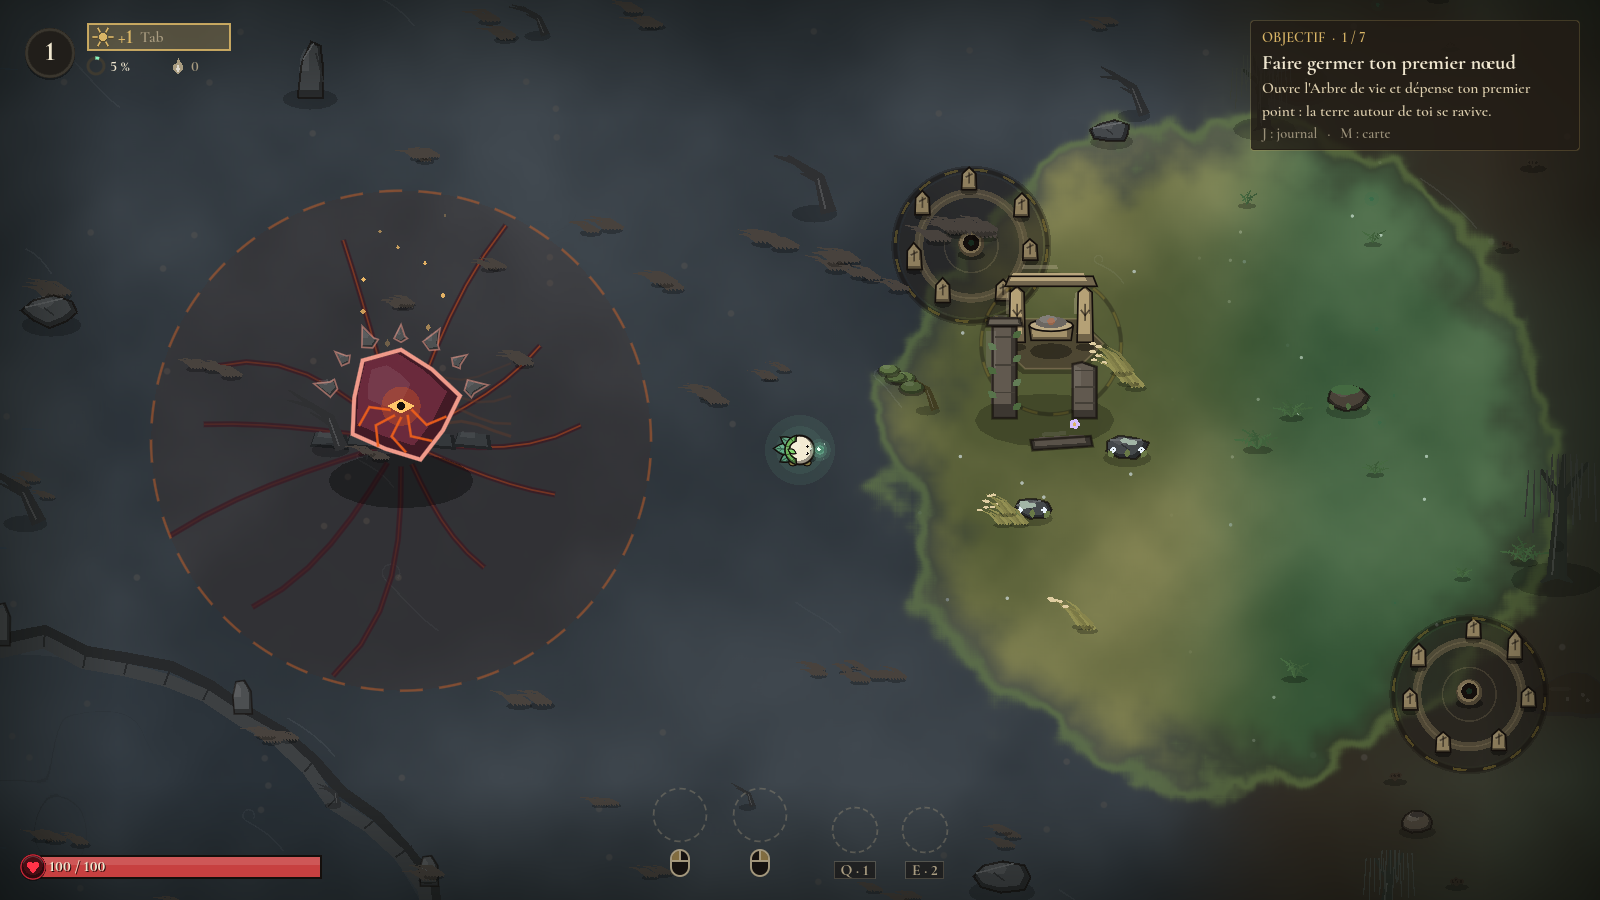 1
+1 Tab
5 %
0
OBJECTIF · 1 / 7
Faire germer ton premier nœud
Ouvre l'Arbre de vie et dépense ton premier
point : la terre autour de toi se ravive.
J : journal · M : carte
100 / 100
Q · 1
E · 2